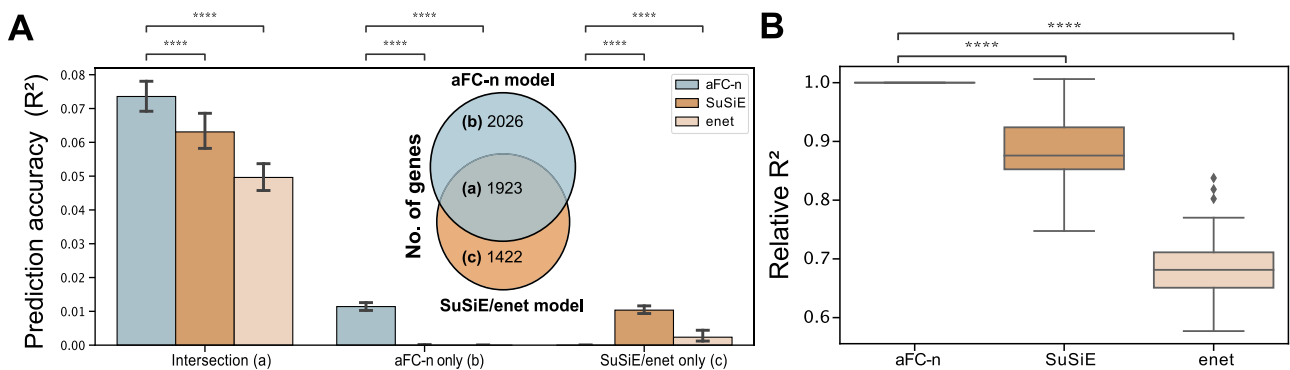 A
**** **** ****
**** **** ****
Prediction accuracy (R²)
0.08
0.07
0.06
0.05
0.04
0.03
0.02
0.01
0.00
Intersection (a)
aFC-n only (b)
SuSiE/enet only (c)
aFC-n model
No. of genes
(b) 2026
(a) 1923
(c) 1422
SuSiE/enet model
aFC-n
SuSiE
enet
B
****
****
Relative R²
1.0
0.9
0.8
0.7
0.6
aFC-n
SuSiE
enet